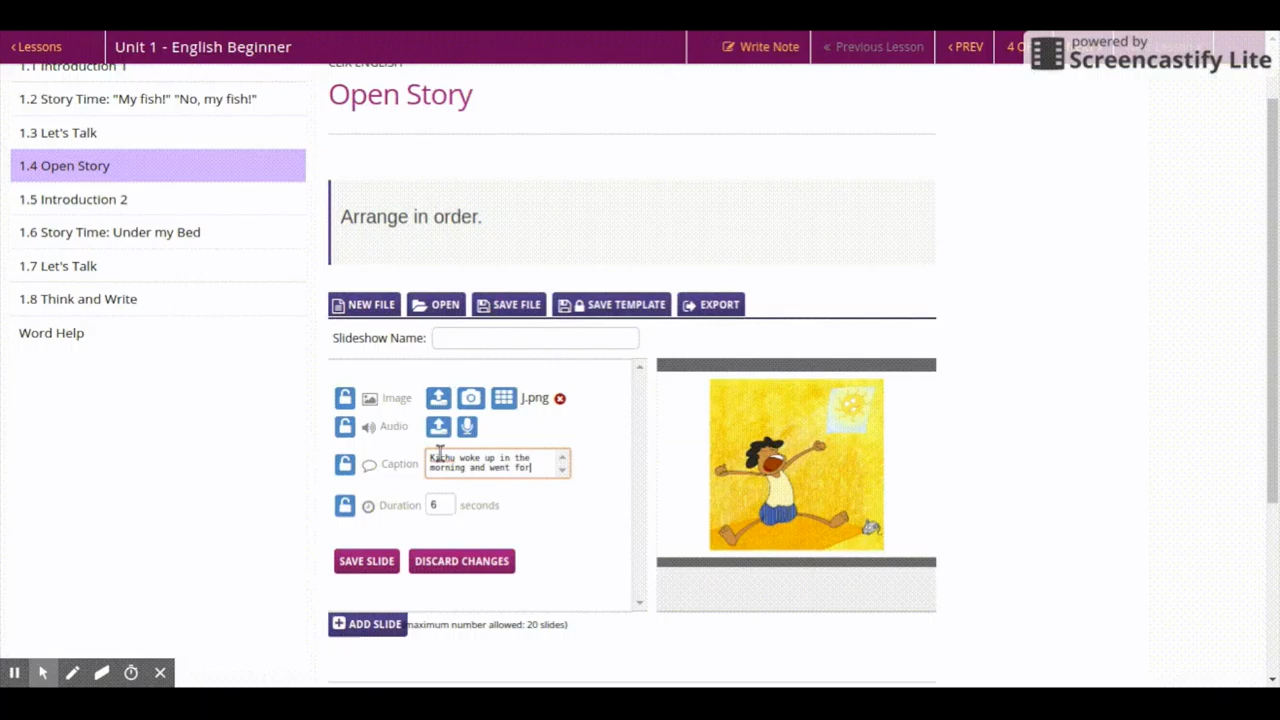 Lessons
Unit 1 - English Beginner
Write Note
Previous Lesson
PREV
powered by
Screencastify Lite
1.1 Introduction 1
1.2 Story Time: "My fish!" "No, my fish!"
1.3 Let's Talk
1.4 Open Story
1.5 Introduction 2
1.6 Story Time: Under my Bed
1.7 Let's Talk
1.8 Think and Write
Word Help
CLIX ENGLISH
Open Story
Arrange in order.
NEW FILE
OPEN
SAVE FILE
SAVE TEMPLATE
EXPORT
Slideshow Name:
Image
J.png
Audio
Caption
woke up in the
morning and went for
Duration
6
seconds
SAVE SLIDE
DISCARD CHANGES
ADD SLIDE
maximum number allowed: 20 slides)